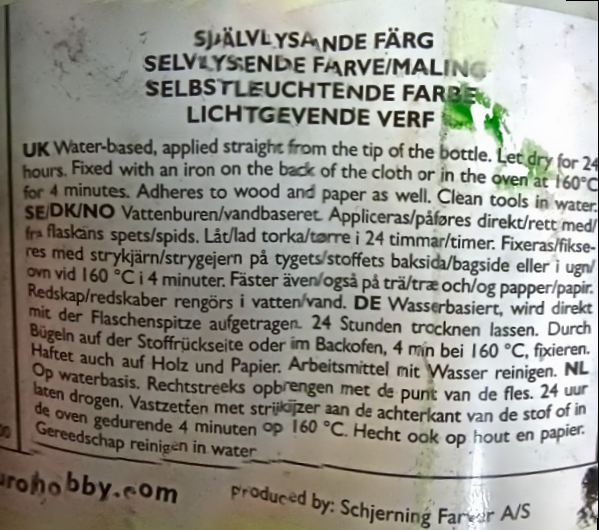 SJÄLVLYSANDE FÄRG
SELVLYSENDE FARVE/MALING
SELBSTLEUCHTENDE FARBE
LICHTGEVENDE VERF
UK Water-based, applied straight from the tip of the bottle. Let dry for 24
hours. Fixed with an iron on the back of the cloth or in the oven at 160°C
for 4 minutes. Adheres to wood and paper as well. Clean tools in water.
SE/DK/NO Vattenburen/vandbaseret. Appliceras/påføres direkt/rett med/
fra flaskans spets/spids. Låt/lad torka/tørre i 24 timmar/timer. Fixeras/fikse-
res med strykjärn/strygejern på tygets/stoffets baksida/bagside eller i ugn/
ovn vid 160 °C i 4 minuter. Fäster även/også på trä/træ och/og papper/papir.
Redskap/redskaber rengörs i vatten/vand. DE Wasserbasiert, wird direkt
mit der Flaschenspitze aufgetragen. 24 Stunden trocknen lassen. Durch
Bügeln auf der Stoffrückseite oder im Backofen, 4 min bei 160 °C, fixieren.
Haftet auch auf Holz und Papier. Arbeitsmittel mit Wasser reinigen. NL
Op waterbasis. Rechtstreeks opbrengen met de punt van de fles. 24 uur
laten drogen. Vastzetten met strijkijzer aan de achterkant van de stof of in
de oven gedurende 4 minuten op 160 °C. Hecht ook op hout en papier.
Gereedschap reinigen in water
urohobby.com
produced by: Schjerning Farver A/S